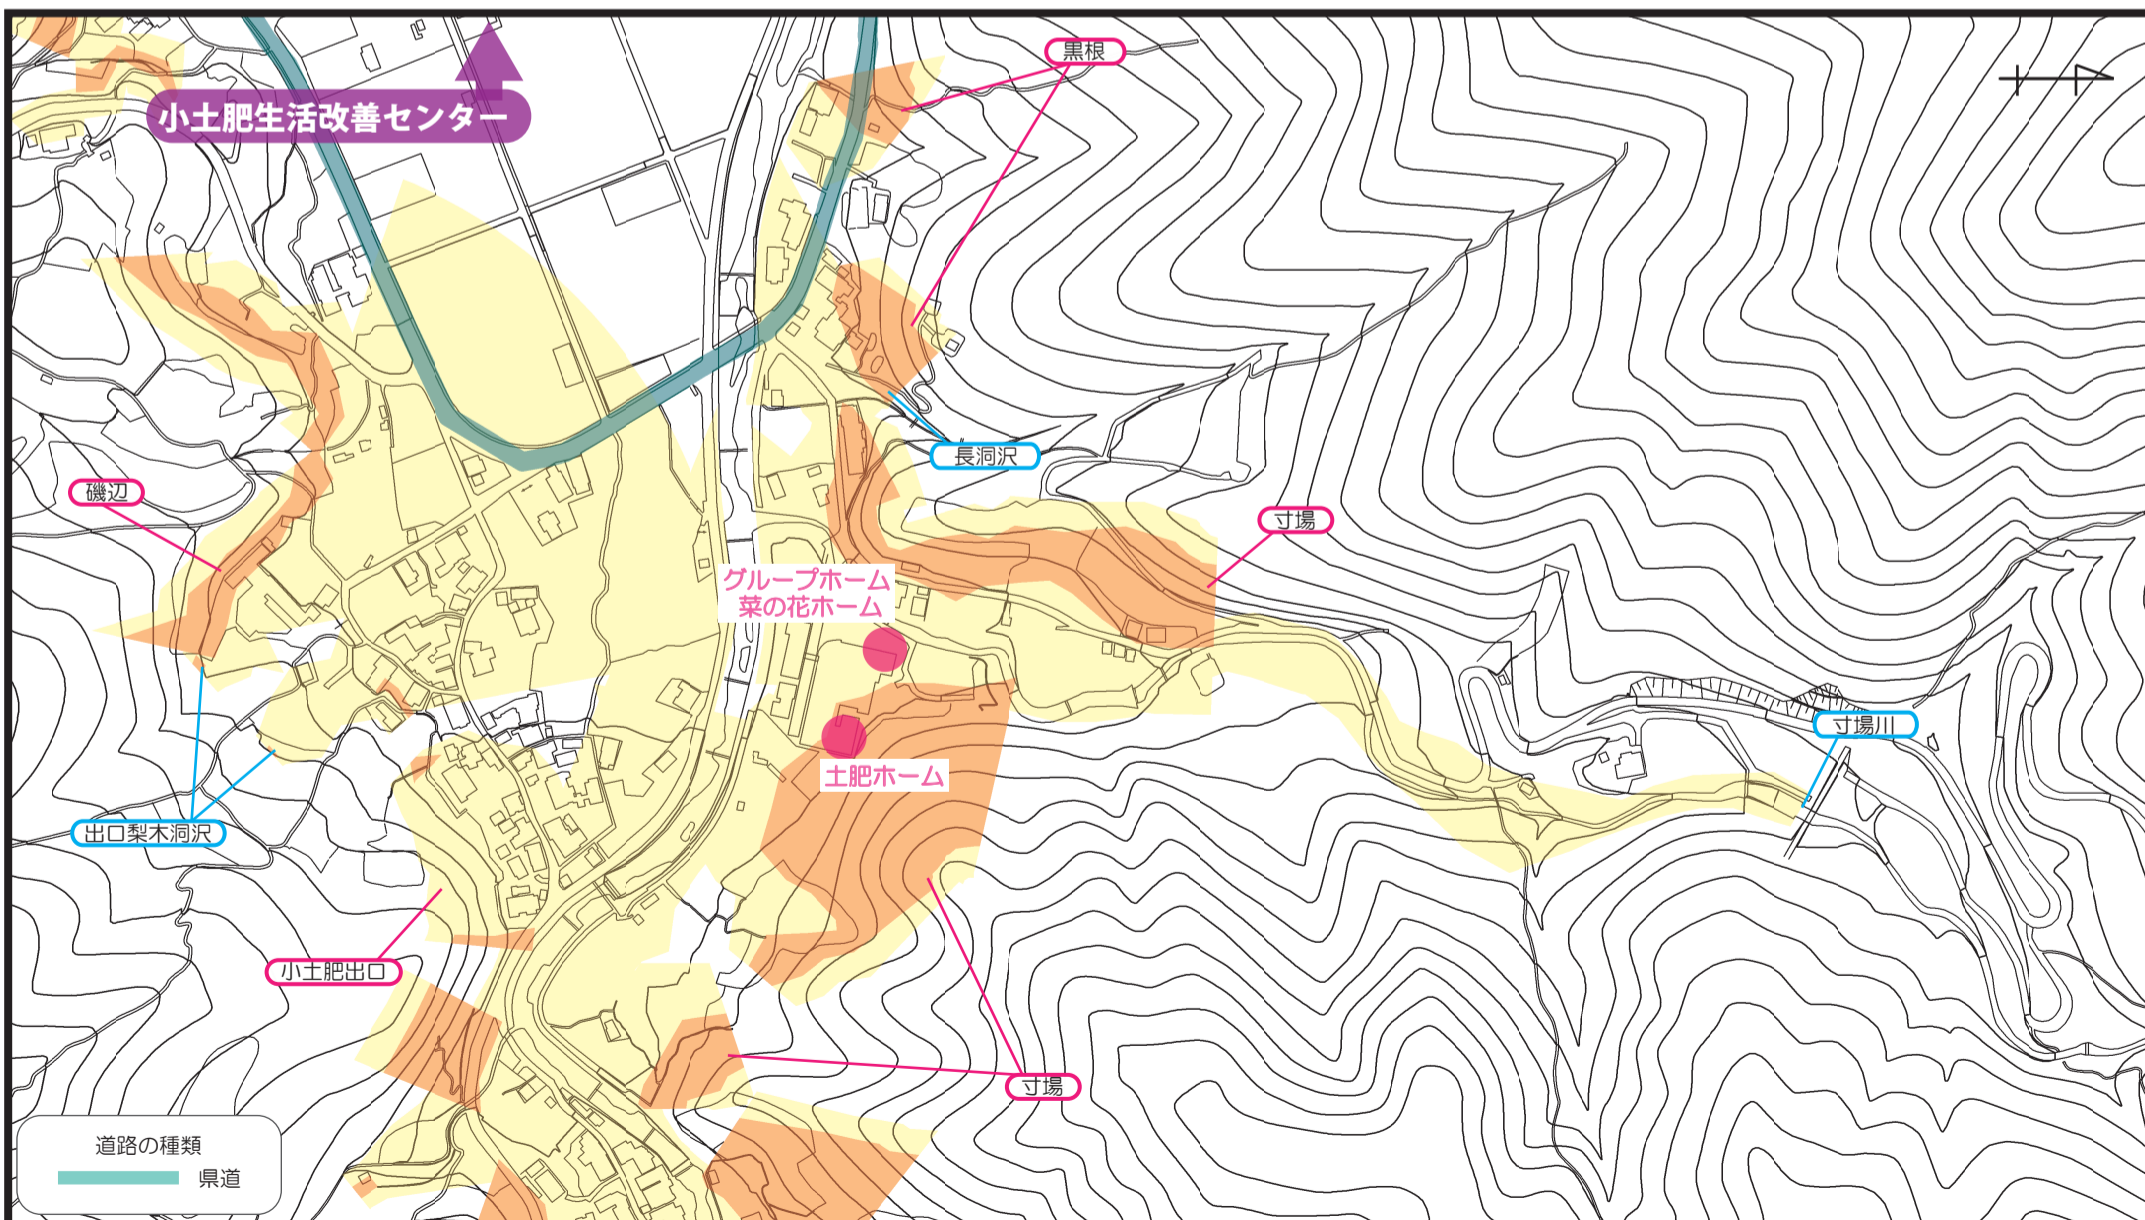 黒根
小土肥生活改善センター
長洞沢
磯辺
寸場
グループホーム
菜の花ホーム
寸場川
土肥ホーム
出口梨木洞沢
小土肥出口
寸場
道路の種類
県道